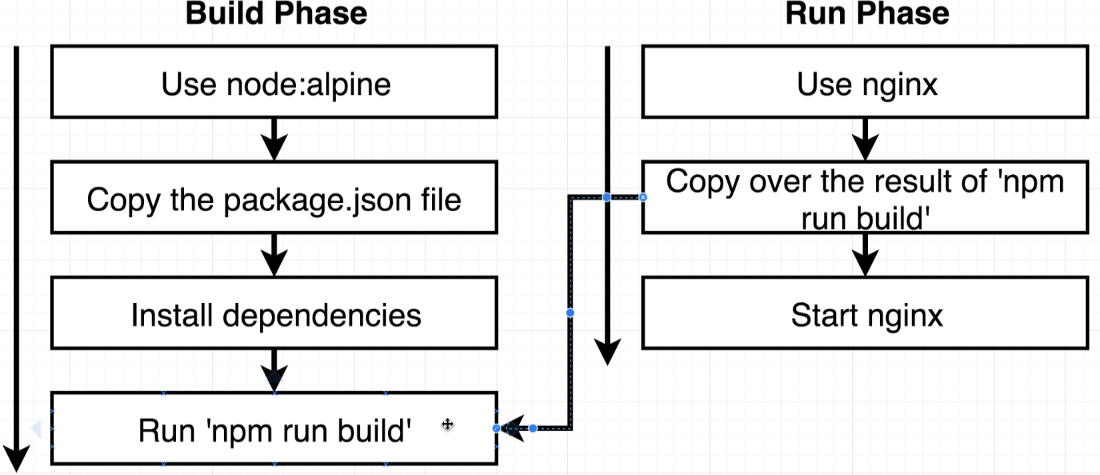 Build Phase
Use node:alpine
Copy the package.json file
Install dependencies
Run 'npm run build'
Run Phase
Use nginx
Copy over the result of 'npm
run build'
Start nginx